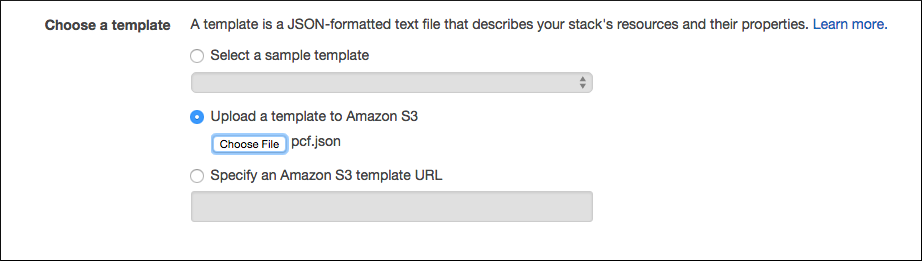 Choose a template A template is a JSON-formatted text file that describes your stack's resources and their properties. Learn more.
Select a sample template
Upload a template to Amazon S3
Choose File pcf.json
Specify an Amazon S3 template URL